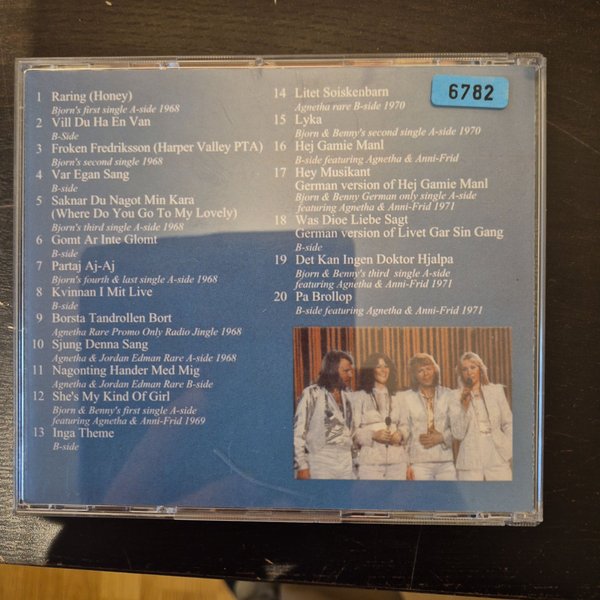 1 Raring (Honey)
Bjorn's first single A-side 1968
2 Vill Du Ha En Van
B-Side
3 Froken Fredriksson (Harper Valley PTA)
Bjorn's second single 1968
4 Var Egan Sang
B-side
5 Saknar Du Nagot Min Kara
(Where Do You Go To My Lovely)
Bjorn's third single A-side 1968
6 Gomt Ar Inte Glomt
B-side
7 Partaj Aj-Aj
Bjorn's fourth & last single A-side 1968
8 Kvinnan I Mit Live
B-side
9 Borsta Tandrollen Bort
Agnetha Rare Promo Only Radio Jingle 1968
10 Sjung Denna Sang
Agnetha & Jordan Edman Rare A-side 1968
11 Nagonting Hander Med Mig
Agnetha & Jordan Edman Rare B-side
12 She's My Kind Of Girl
Bjorn & Benny's first single A-side
featuring Agnetha & Anni-Frid 1969
13 Inga Theme
B-side
14 Litet Soiskenbarn
Agnetha rare B-side 1970
15 Lyka
Bjorn & Benny's second single A-side 1970
16 Hej Gamie Manl
B-side featuring Agnetha & Anni-Frid
17 Hey Musikant
German version of Hej Gamie Manl
Bjorn & Benny German only single A-side
featuring Agnetha & Anni-Frid 1971
18 Was Dioe Liebe Sagt
German version of Livet Gar Sin Gang
B-side
19 Det Kan Ingen Doktor Hjalpa
Bjorn & Benny's third single A-side
featuring Agnetha & Anni-Frid 1971
20 Pa Brollop
B-side featuring Agnetha & Anni-Frid 1971
6782